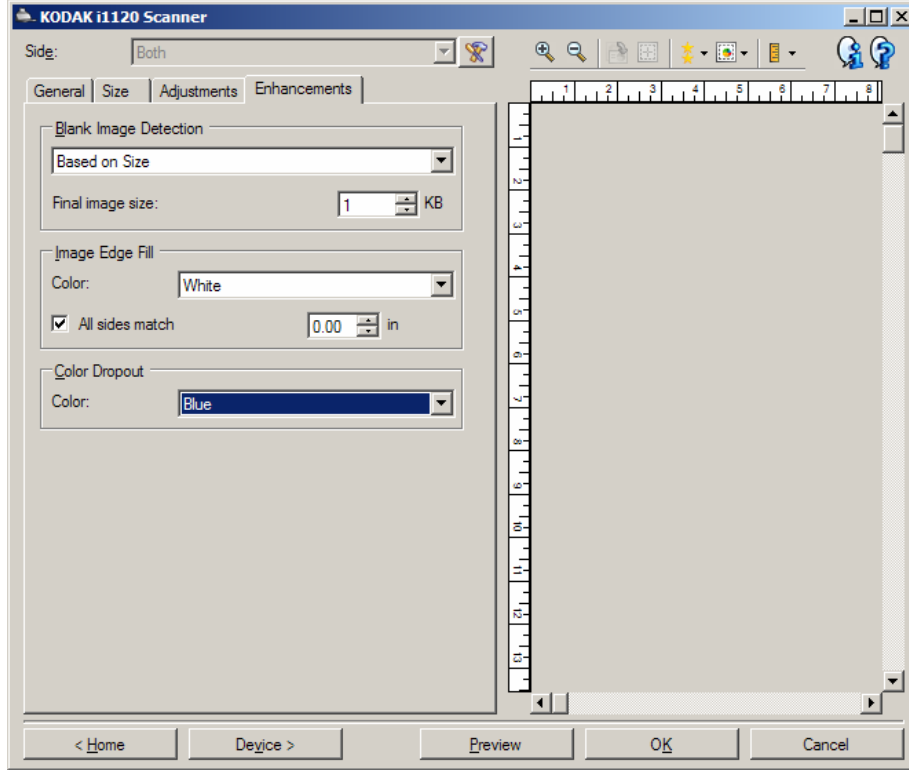 KODAK i1120 Scanner
Side: Both
General Size Adjustments Enhancements
1 2 3 4 5 6 7 8
Blank Image Detection
Based on Size
Final image size: 1 KB
Image Edge Fill
Color: White
All sides match 0.00 in
Color Dropout
Color: Blue
1
2
3
4
5
6
7
8
9
10
11
12
13
< Home Device > Preview OK Cancel